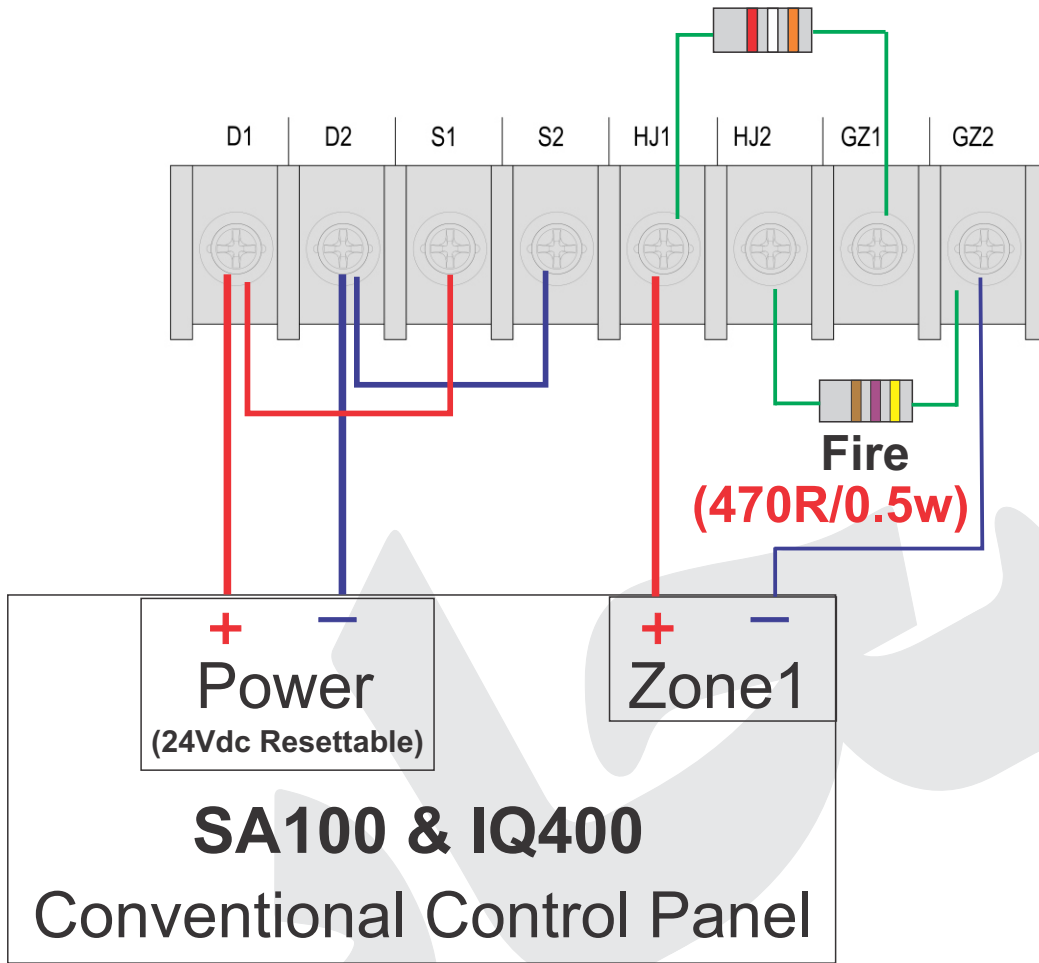 D1 D2 S1 S2 HJ1 HJ2 GZ1 GZ2
Fire
(470R/0.5w)
+ − + −
Power Zone1
(24Vdc Resettable)
SA100 & IQ400
Conventional Control Panel